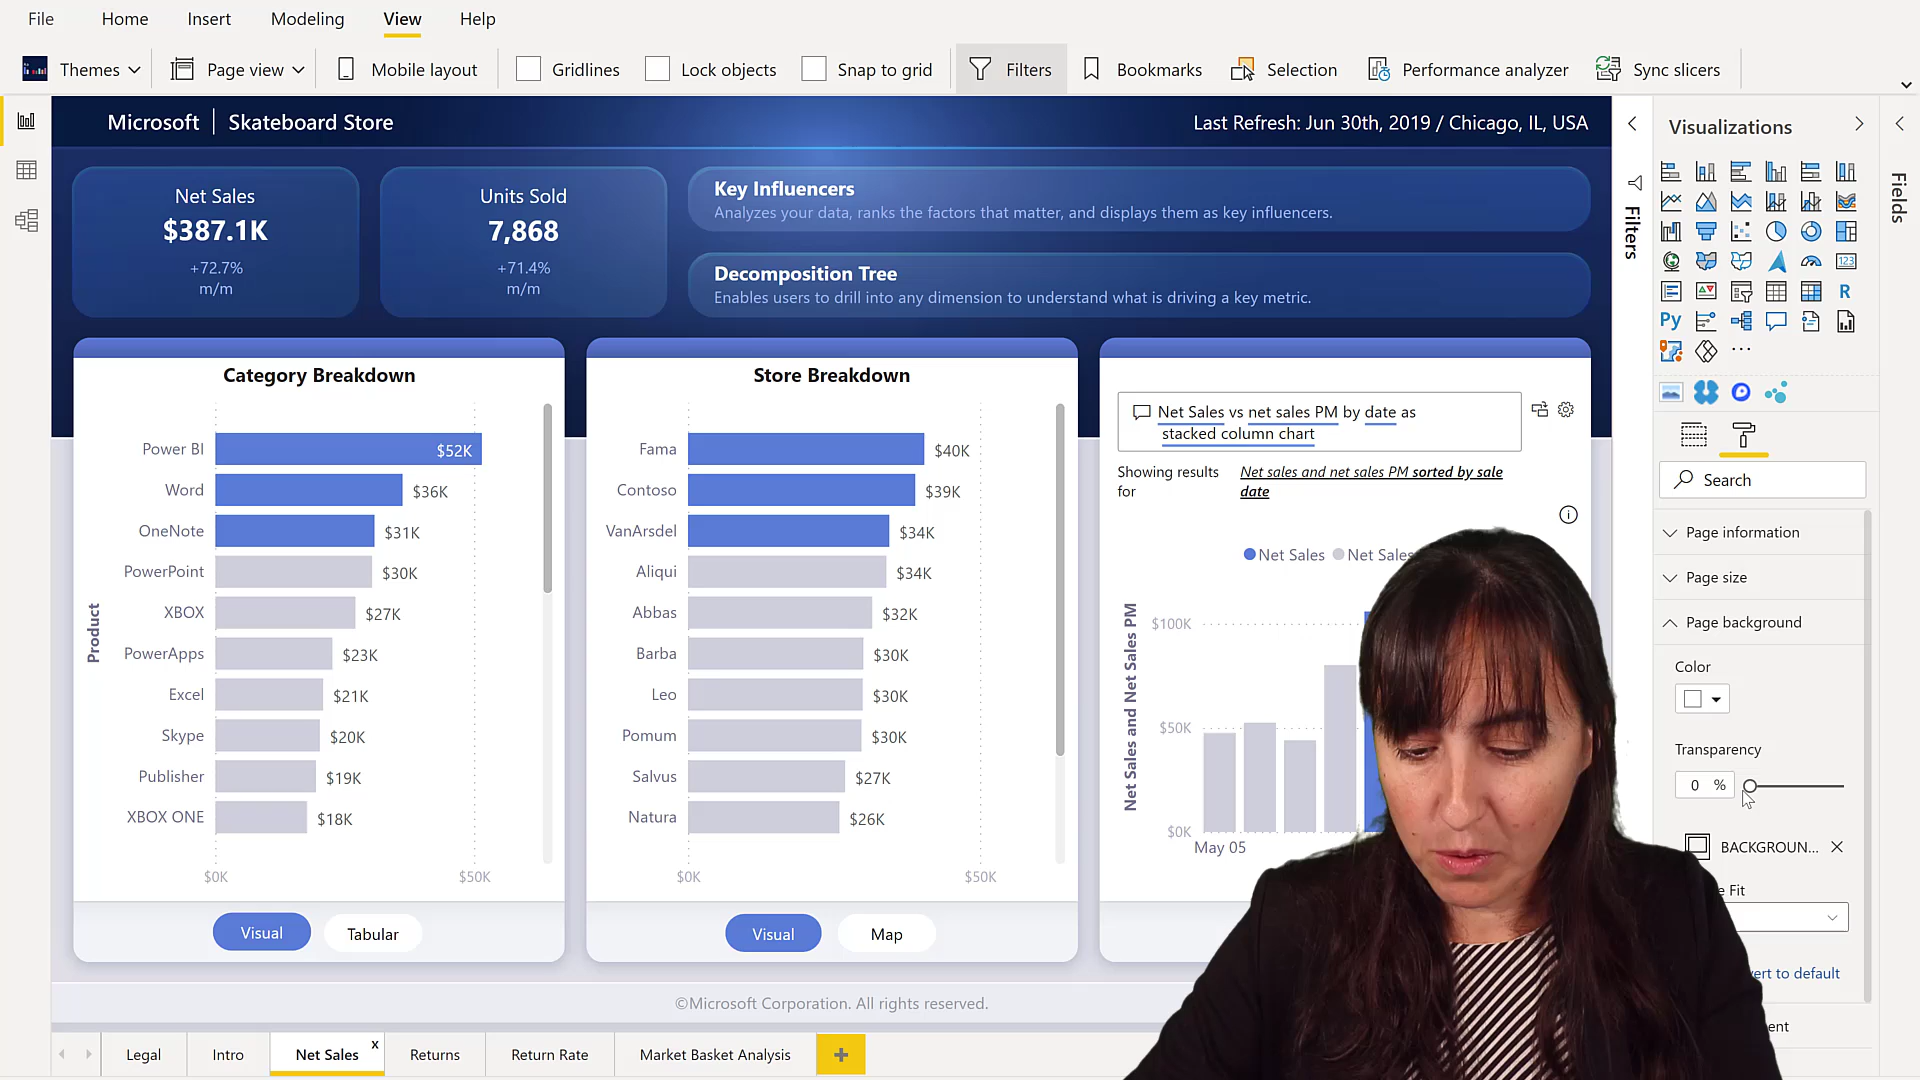 File Home Insert Modeling View Help
Themes Page view Mobile layout Gridlines Lock objects Snap to grid Filters Bookmarks Selection Performance analyzer Sync slicers
Microsoft | Skateboard Store
Last Refresh: Jun 30th, 2019 / Chicago, IL, USA
Net Sales
$387.1K
+72.7%
m/m
Units Sold
7,868
+71.4%
m/m
Key Influencers
Analyzes your data, ranks the factors that matter, and displays them as key influencers.
Decomposition Tree
Enables users to drill into any dimension to understand what is driving a key metric.
Category Breakdown
Product
Power BI $52K
Word $36K
OneNote $31K
PowerPoint $30K
XBOX $27K
PowerApps $23K
Excel $21K
Skype $20K
Publisher $19K
XBOX ONE $18K
$0K $50K
Visual Tabular
Store Breakdown
Fama $40K
Contoso $39K
VanArsdel $34K
Aliqui $34K
Abbas $32K
Barba $30K
Leo $30K
Pomum $30K
Salvus $27K
Natura $26K
$0K $50K
Visual Map
Net Sales vs net sales PM by date as
stacked column chart
Showing results
for
Net sales and net sales PM sorted by sale
date
Net Sales Net Sales
Net Sales and Net Sales PM
$100K
$50K
$0K
May 05
©Microsoft Corporation. All rights reserved.
Legal Intro Net Sales x Returns Return Rate Market Basket Analysis +
Filters
Visualizations
123
R
Py
...
Search
Page information
Page size
Page background
Color
Transparency
0 %
BACKGROUN...
Fit
to default
Fields